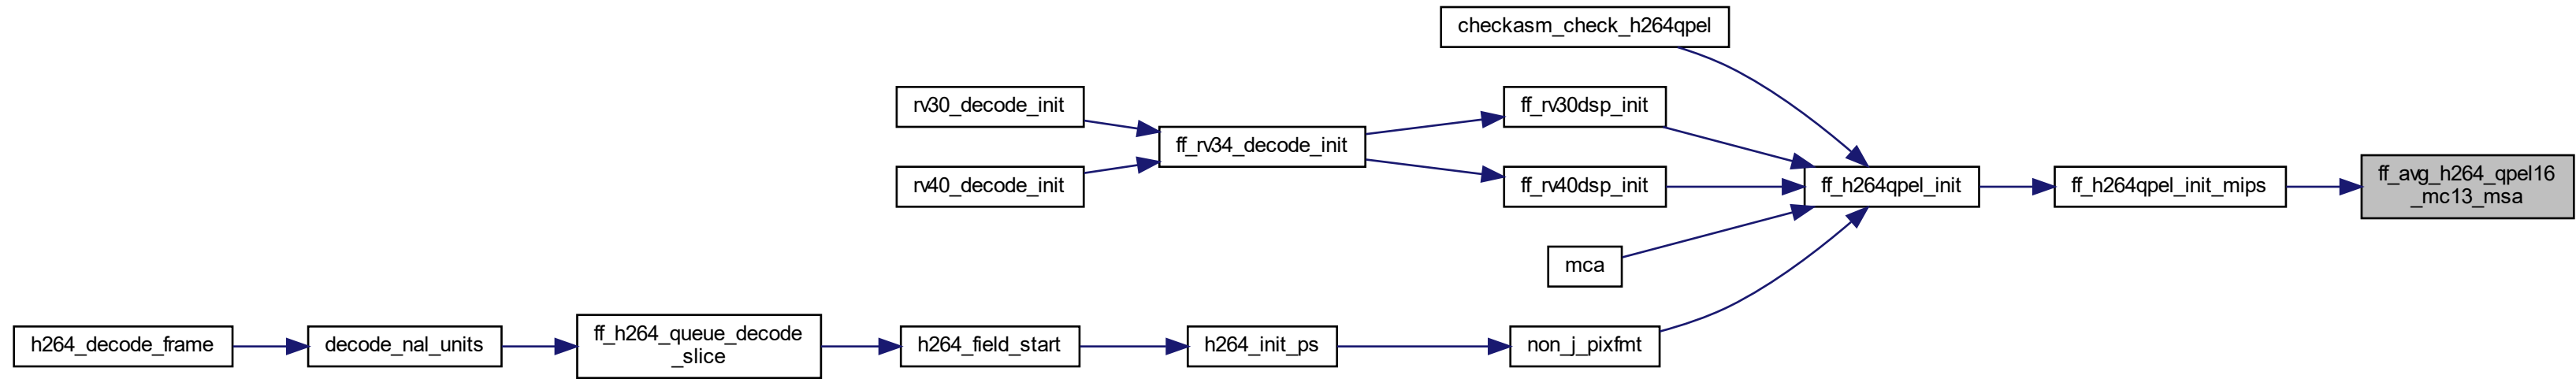 checkasm_check_h264qpel
rv30_decode_init
ff_rv30dsp_init
ff_rv34_decode_init
rv40_decode_init
ff_rv40dsp_init
ff_h264qpel_init
ff_h264qpel_init_mips
ff_avg_h264_qpel16
_mc13_msa
mca
h264_decode_frame
decode_nal_units
ff_h264_queue_decode
_slice
h264_field_start
h264_init_ps
non_j_pixfmt